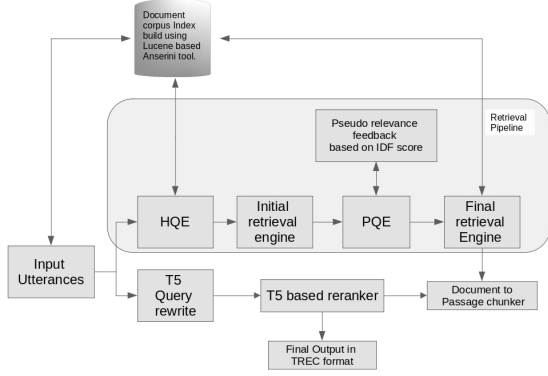 Document
corpus Index
build using
Lucene based
Anserini tool.
Retrieval
Pipeline
Pseudo relevance
feedback
based on IDF score
HQE
Initial
retrieval
engine
PQE
Final
retrieval
Engine
Input
Utterances
T5
Query
rewrite
T5 based reranker
Document to
Passage chunker
Final Output in
TREC format